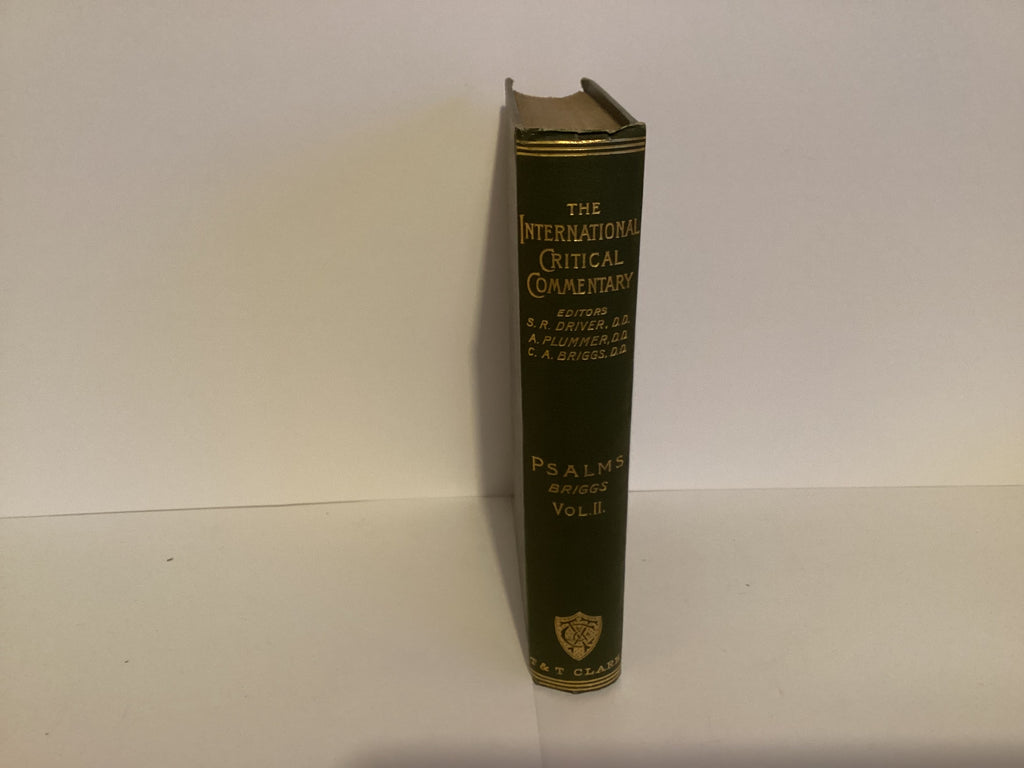 THE
INTERNATIONAL
CRITICAL
COMMENTARY
EDITORS
S. R. DRIVER, D.D.
A. PLUMMER, D.D.
C. A. BRIGGS, D.D.
PSALMS
BRIGGS
VOL. II.
T & T CLARK